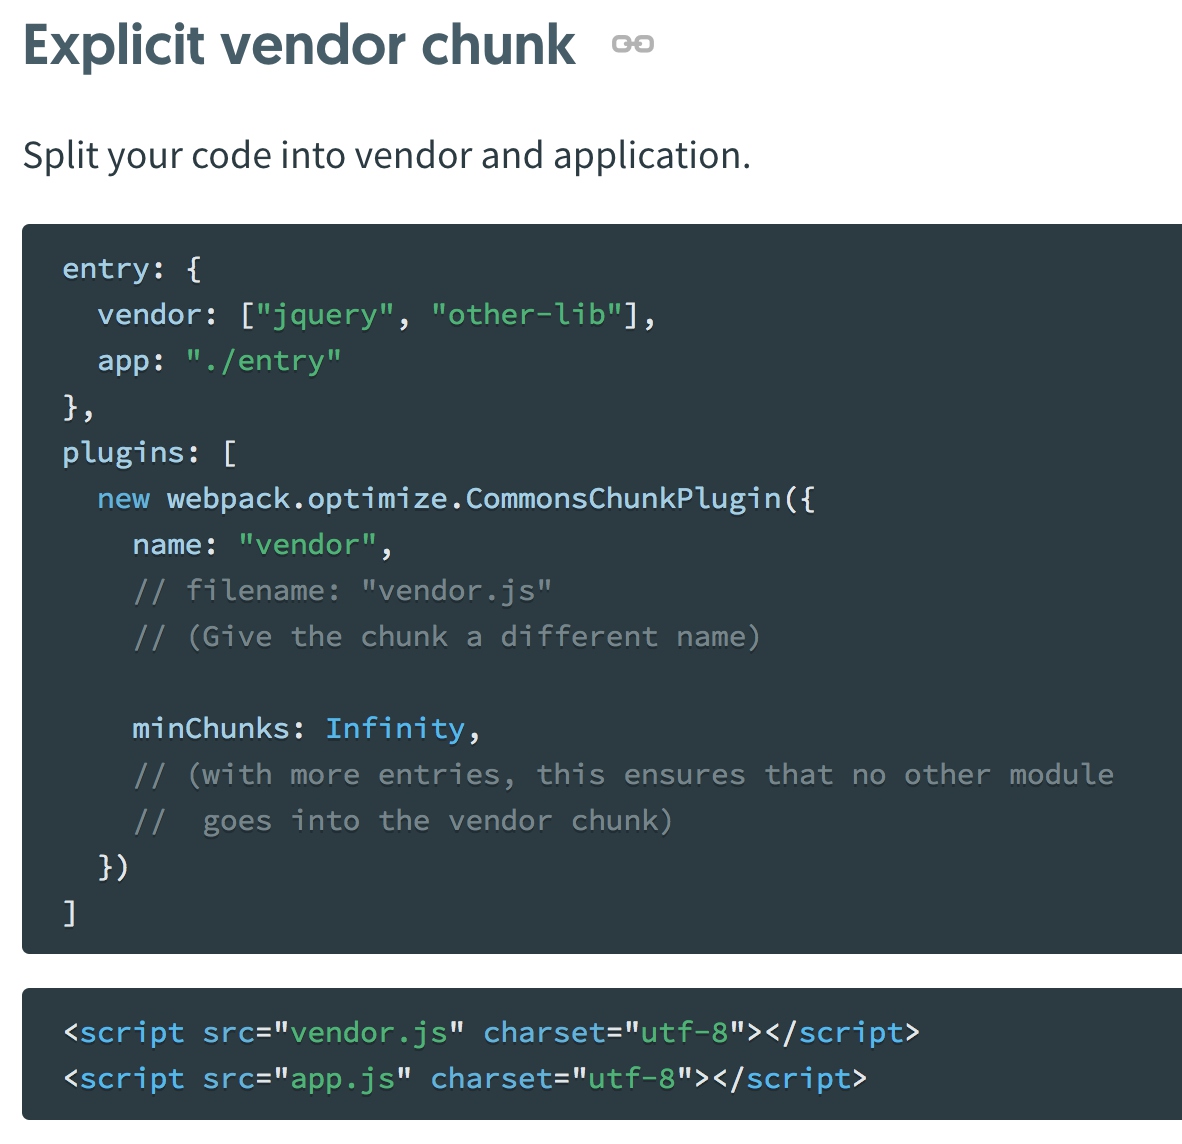 Explicit vendor chunk
Split your code into vendor and application.
entry: {
  vendor: ["jquery", "other-lib"],
  app: "./entry"
},
plugins: [
  new webpack.optimize.CommonsChunkPlugin({
    name: "vendor",
    // filename: "vendor.js"
    // (Give the chunk a different name)

    minChunks: Infinity,
    // (with more entries, this ensures that no other module
    //  goes into the vendor chunk)
  })
]
<script src="vendor.js" charset="utf-8"></script>
<script src="app.js" charset="utf-8"></script>